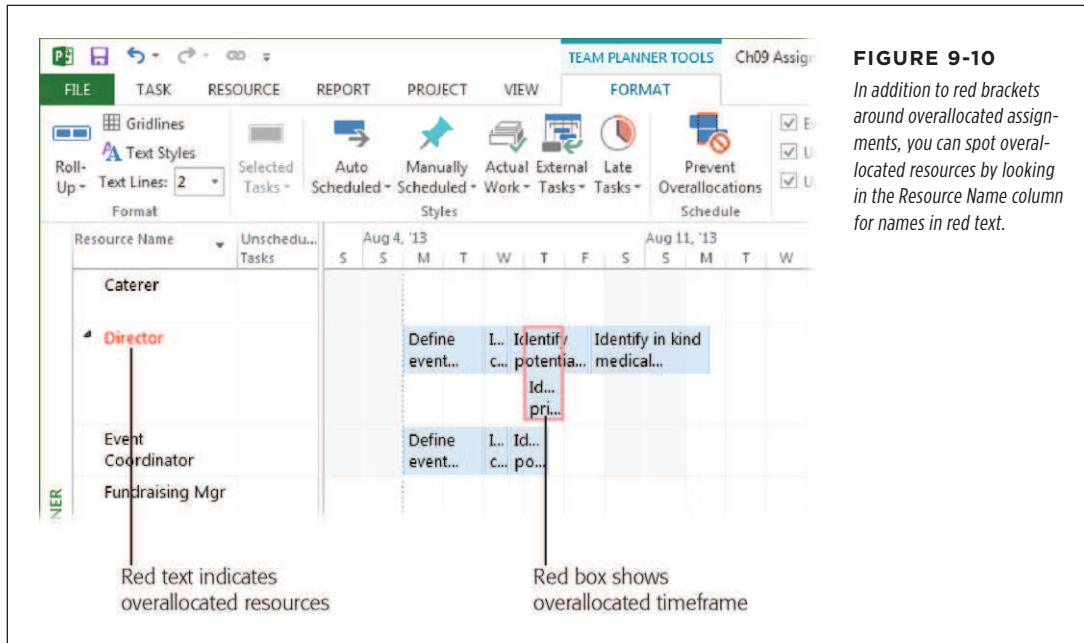 TEAM PLANNER TOOLS Ch09 Assig
FILE TASK RESOURCE REPORT PROJECT VIEW FORMAT
Roll-
Up
Gridlines
Text Styles
Text Lines: 2
Format
Selected
Tasks
Auto
Scheduled
Manually
Scheduled
Actual
Work
External
Tasks
Late
Tasks
Styles
Prevent
Overallocations
Schedule
Resource Name
Unschedu...
Tasks
Aug 4, '13 Aug 11, '13
S S M T W T F S S M T W
Caterer
Director
Define
event...
I...
c...
Identify
potentia...
Identify in kind
medical...
Id...
pri...
Event
Coordinator
Define
event...
I...
c...
Id...
po...
Fundraising Mgr
NER
Red text indicates
overallocated resources
Red box shows
overallocated timeframe
FIGURE 9-10
In addition to red brackets
around overallocated assign-
ments, you can spot overal-
located resources by looking
in the Resource Name column
for names in red text.